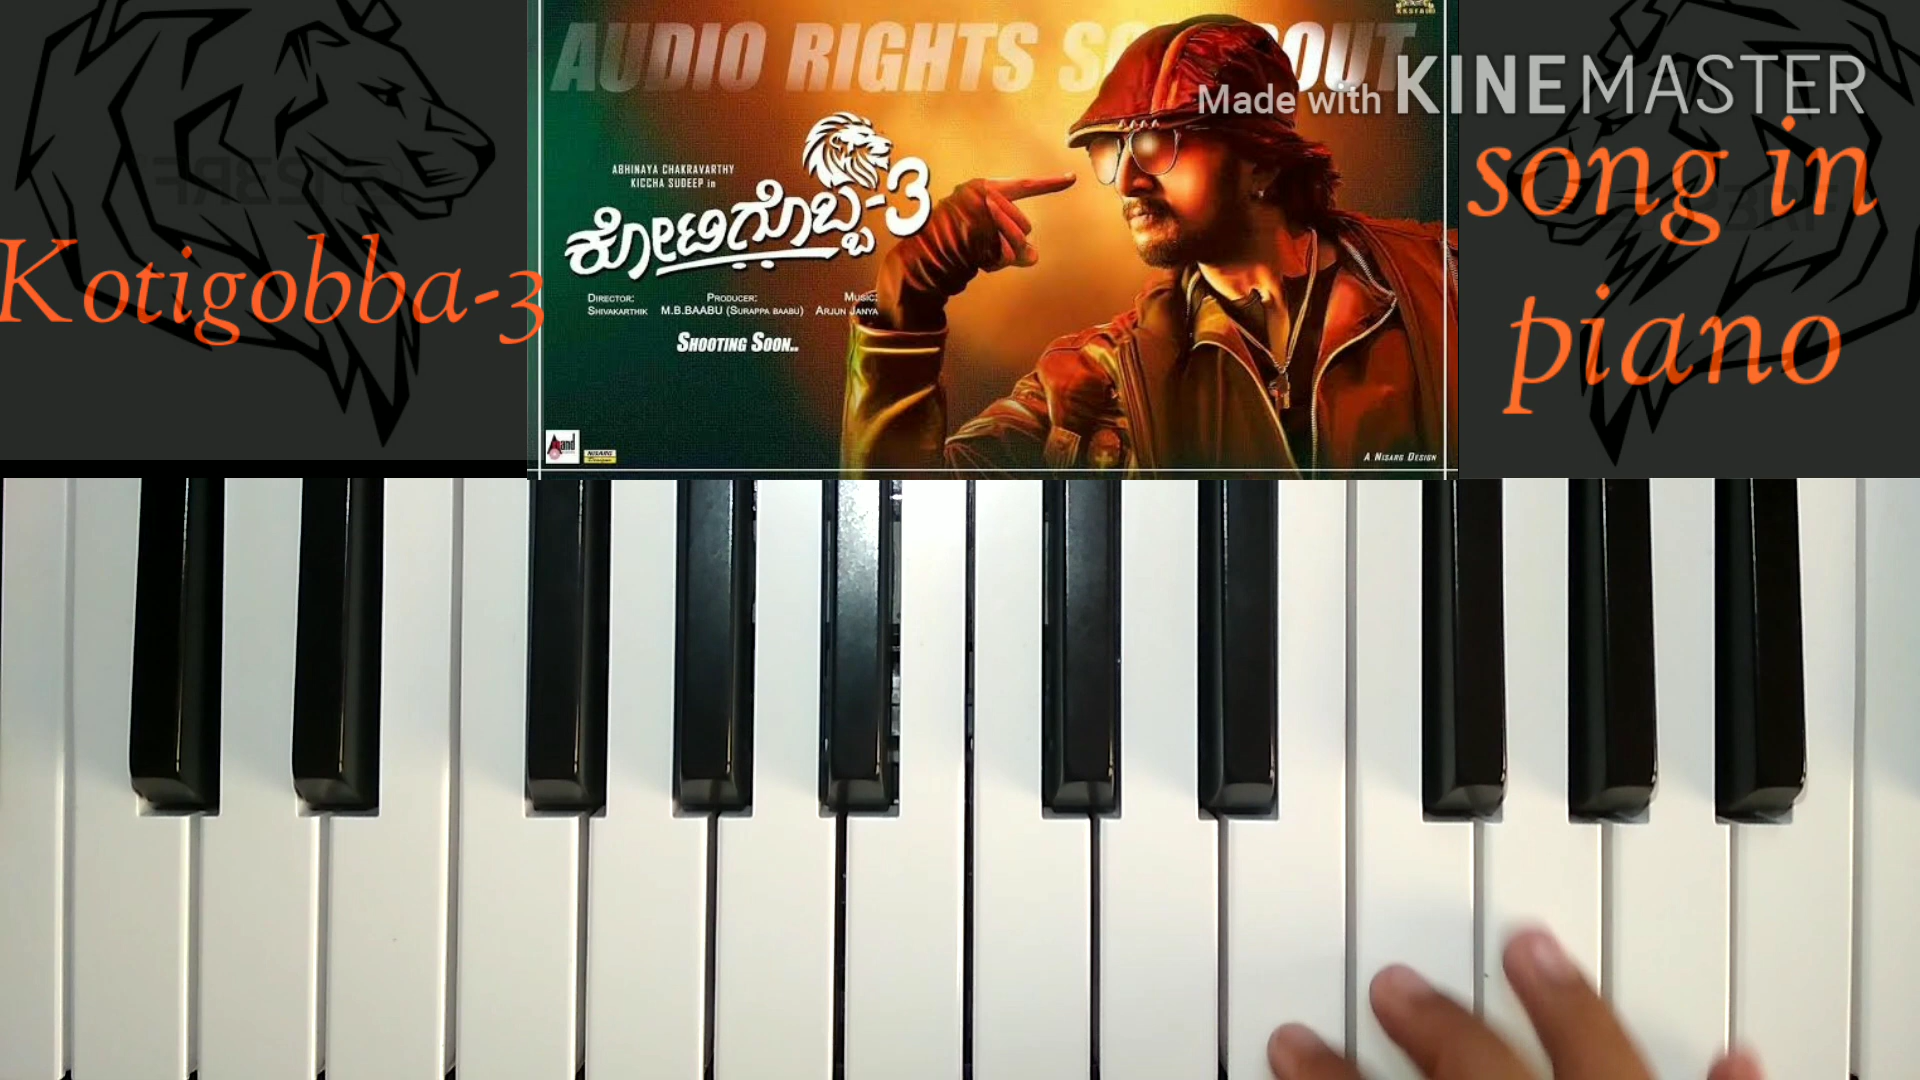 AUDIO RIGHTS
Made with KINEMASTER
ABHINAYA CHAKRAVARTHY
KICCHA SUDEEP in
ಕೋಟಿಗೊಬ್ಬ-3
DIRECTOR:
SHIVAKARTHIK
PRODUCER:
M.B.BAABU (SURAPPA BAABU)
MUSIC:
ARJUN JANYA
SHOOTING SOON..
A NISARG DESIGN
Kotigobba-3
song in
piano